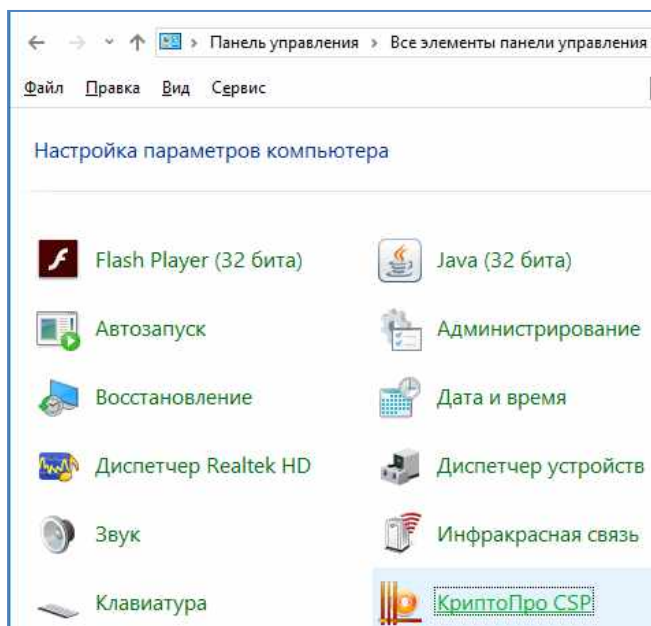 Панель управления > Все элементы панели управления
Файл Правка Вид Сервис
Настройка параметров компьютера
Flash Player (32 бита) Java (32 бита)
Автозапуск Администрирование
Восстановление Дата и время
Диспетчер Realtek HD Диспетчер устройств
Звук Инфракрасная связь
Клавиатура КриптоПро CSP